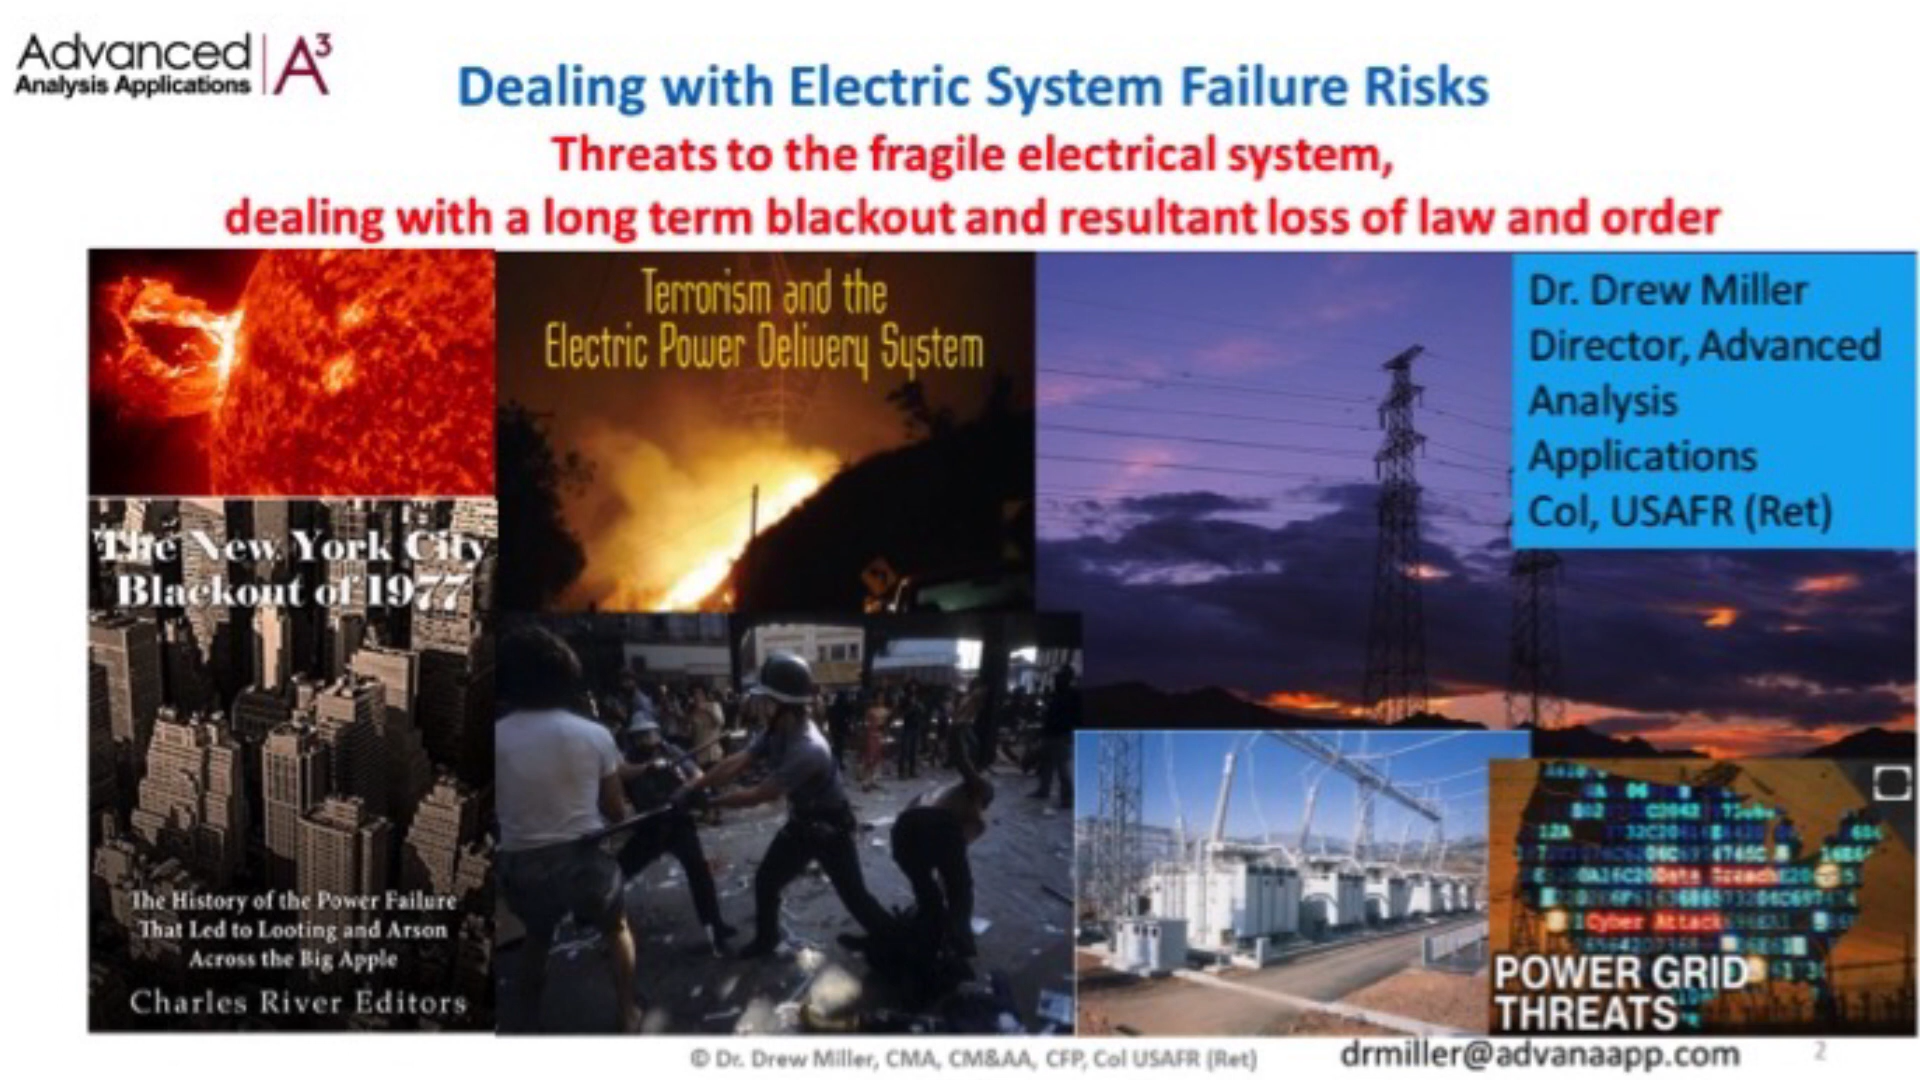 Advanced
Analysis Applications
A³
Dealing with Electric System Failure Risks
Threats to the fragile electrical system,
dealing with a long term blackout and resultant loss of law and order
Terrorism and the
Electric Power Delivery System
Dr. Drew Miller
Director, Advanced
Analysis
Applications
Col, USAFR (Ret)
The New York City
Blackout of 1977
The History of the Power Failure
That Led to Looting and Arson
Across the Big Apple
Charles River Editors
Cyber Attack
POWER GRID
THREATS
© Dr. Drew Miller, CMA, CM&AA, CFP, Col USAFR (Ret)
drmiller@advanaapp.com
2